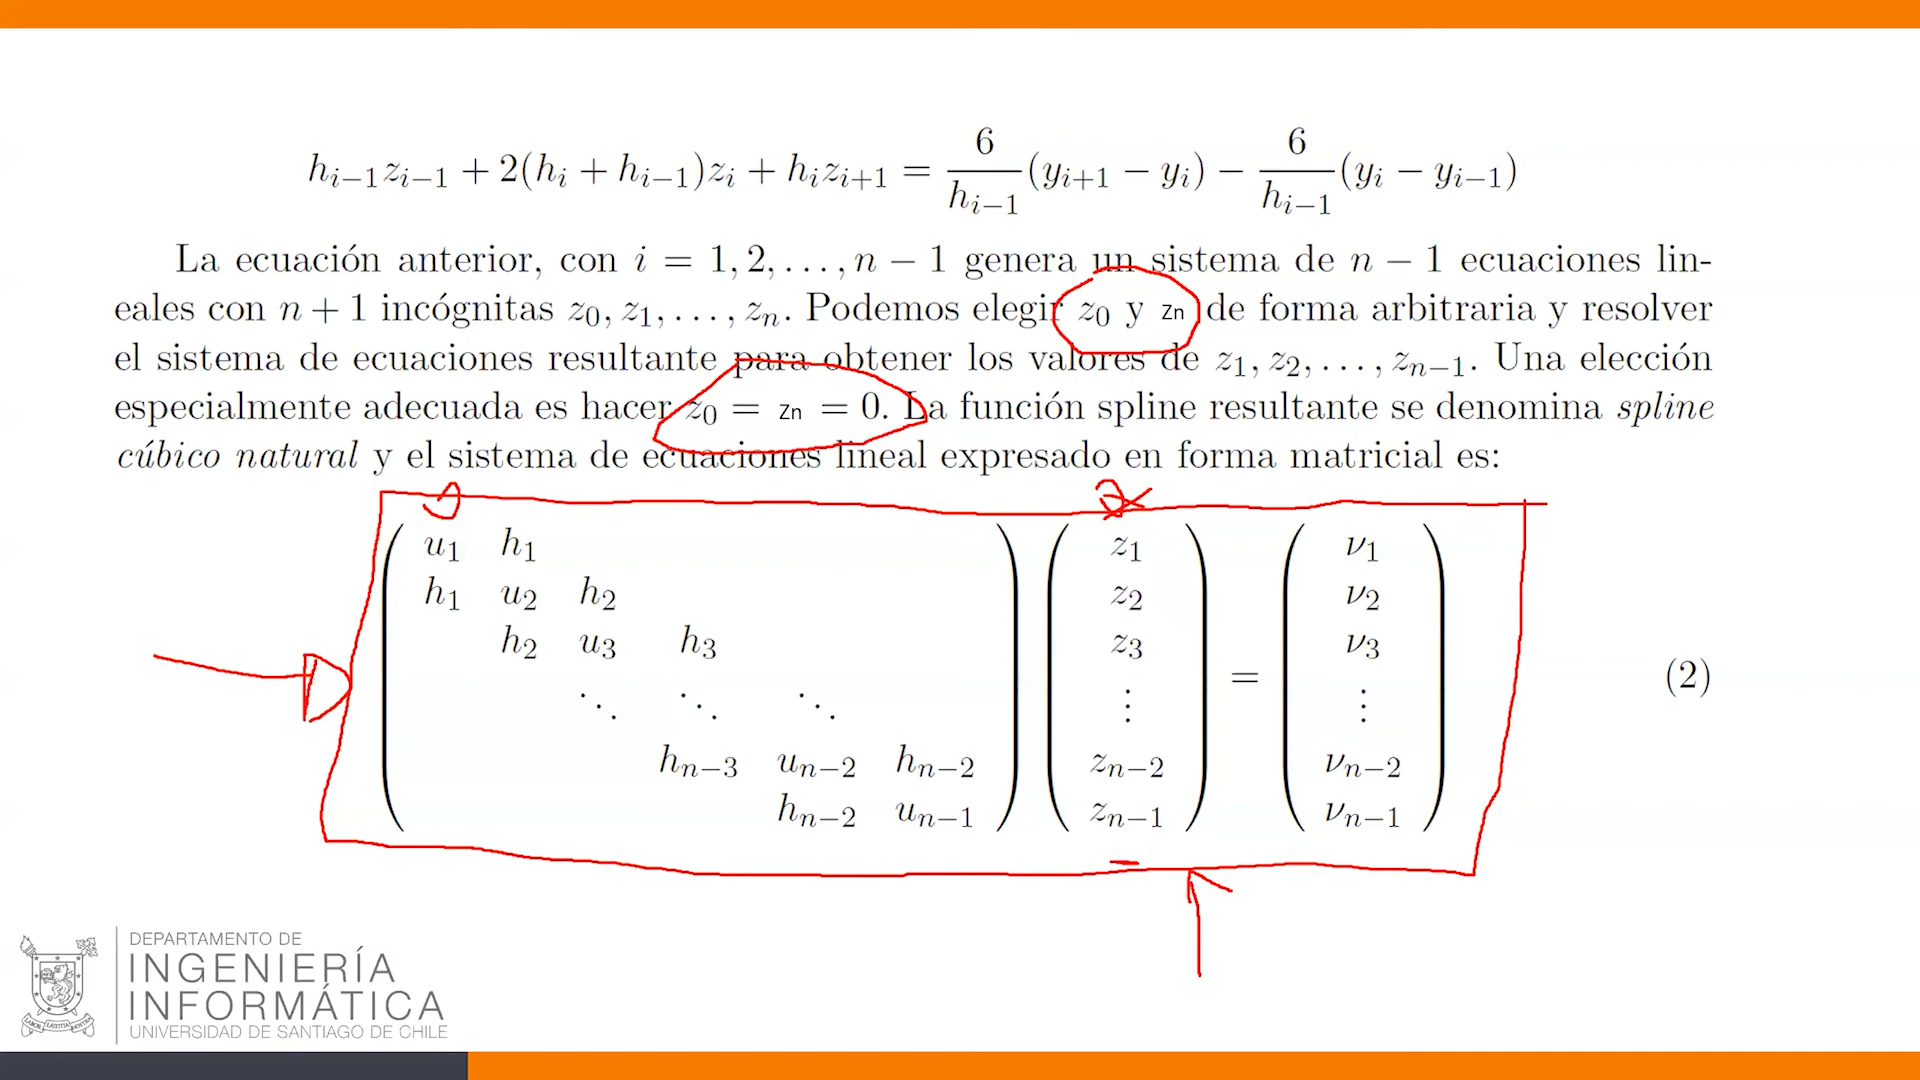 h_{i−1}z_{i−1} + 2(h_i + h_{i−1})z_i + h_i z_{i+1} = \frac{6}{h_{i−1}}(y_{i+1} − y_i) − \frac{6}{h_{i−1}}(y_i − y_{i−1})
La ecuación anterior, con i = 1, 2, . . . , n − 1 genera un sistema de n − 1 ecuaciones lin-
eales con n + 1 incógnitas z_0, z_1, . . . , z_n. Podemos elegir z_0 y Zn de forma arbitraria y resolver
el sistema de ecuaciones resultante para obtener los valores de z_1, z_2, . . . , z_{n−1}. Una elección
especialmente adecuada es hacer z_0 = Zn = 0. La función spline resultante se denomina spline
cúbico natural y el sistema de ecuaciones lineal expresado en forma matricial es:
u_1 h_1 z_1 ν_1
h_1 u_2 h_2 z_2 ν_2
h_2 u_3 h_3 z_3 ν_3
⋱ ⋱ ⋱ ⋮ = ⋮ (2)
h_{n−3} u_{n−2} h_{n−2} z_{n−2} ν_{n−2}
h_{n−2} u_{n−1} z_{n−1} ν_{n−1}
DEPARTAMENTO DE
INGENIERÍA
INFORMÁTICA
UNIVERSIDAD DE SANTIAGO DE CHILE